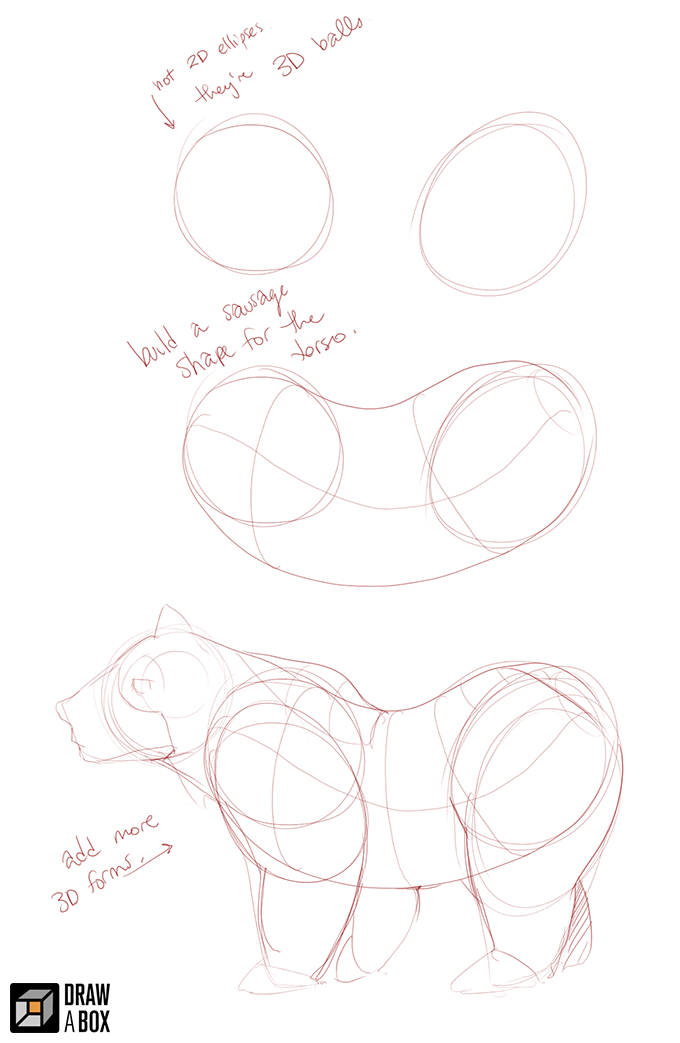 not 2D ellipses.
they're 3D balls
build a sausage
shape for the
torso.
add more
3D forms.
DRAW
A BOX